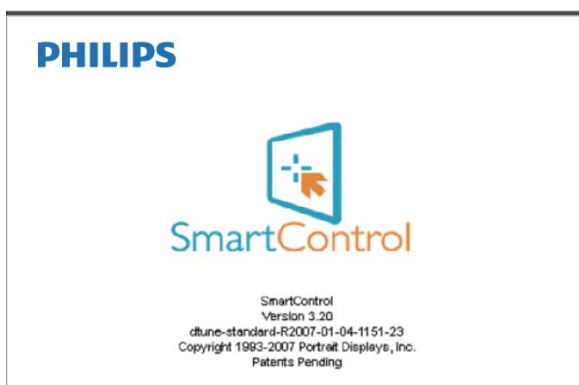 PHILIPS
SmartControl
SmartControl
Version 3.20
dtune-standard-R2007-01-04-1151-23
Copyright 1993-2007 Portrait Displays, Inc.
Patents Pending